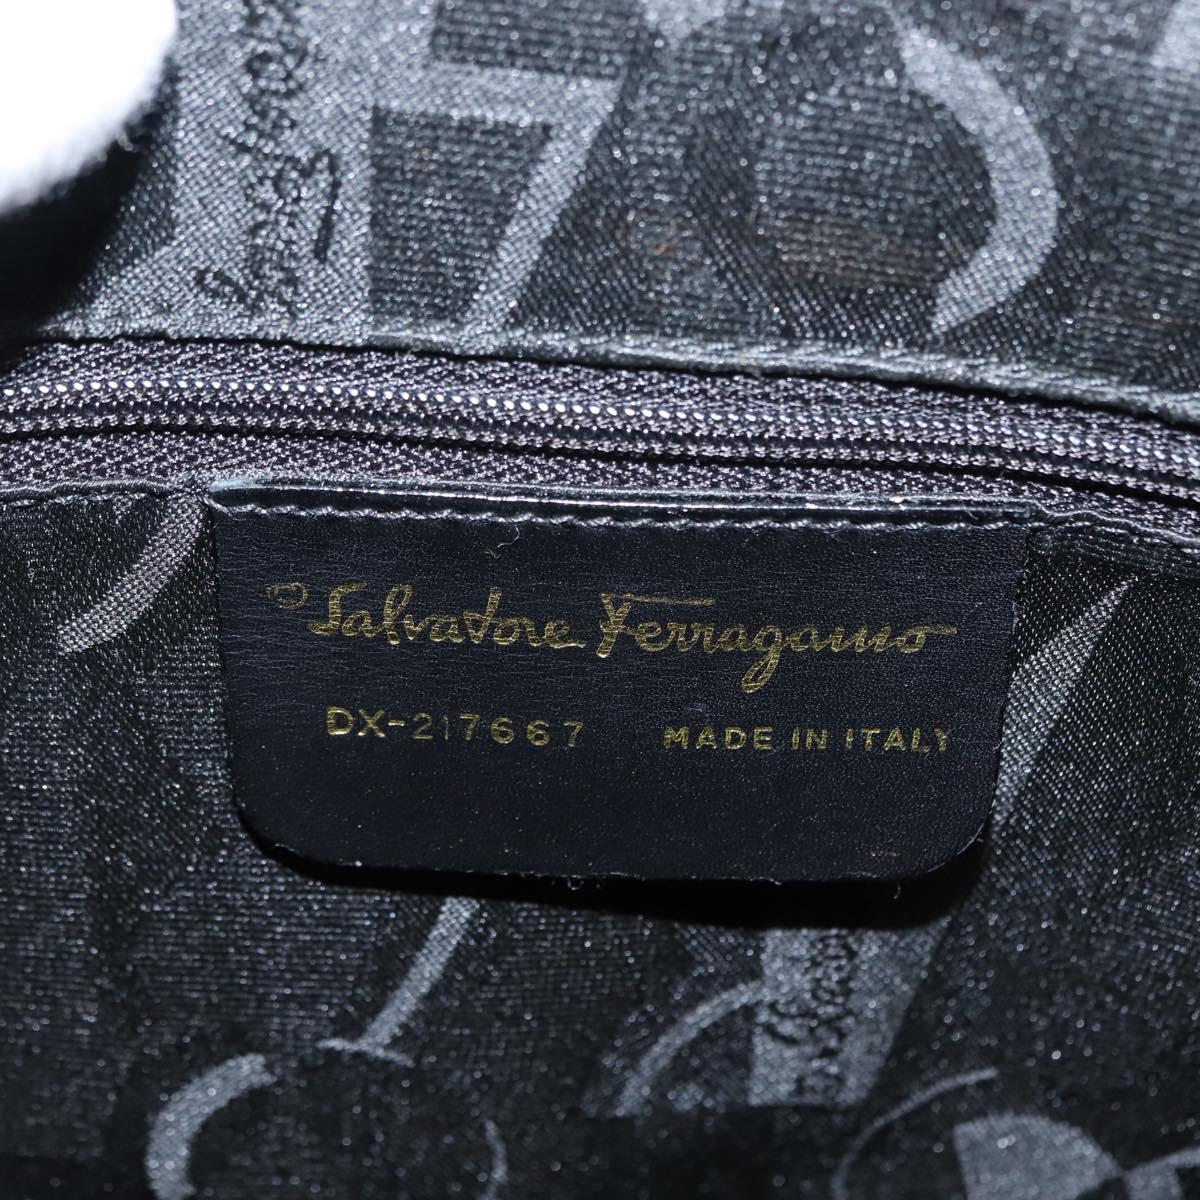 Salvatore Ferragamo
DX-217667 MADE IN ITALY